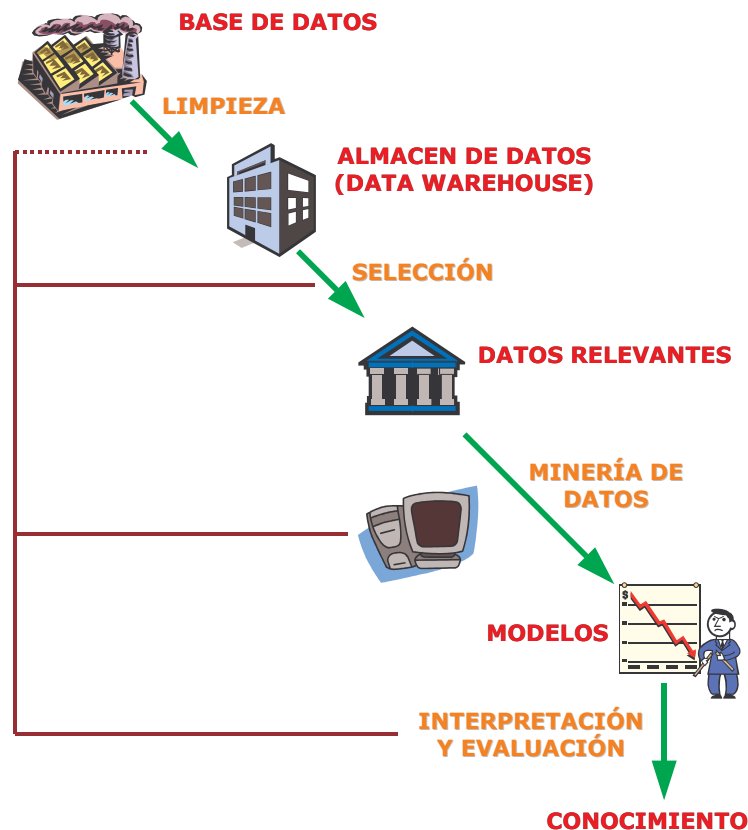 BASE DE DATOS
LIMPIEZA
ALMACEN DE DATOS
(DATA WAREHOUSE)
SELECCIÓN
DATOS RELEVANTES
MINERÍA DE
DATOS
$
MODELOS
INTERPRETACIÓN
Y EVALUACIÓN
CONOCIMIENTO